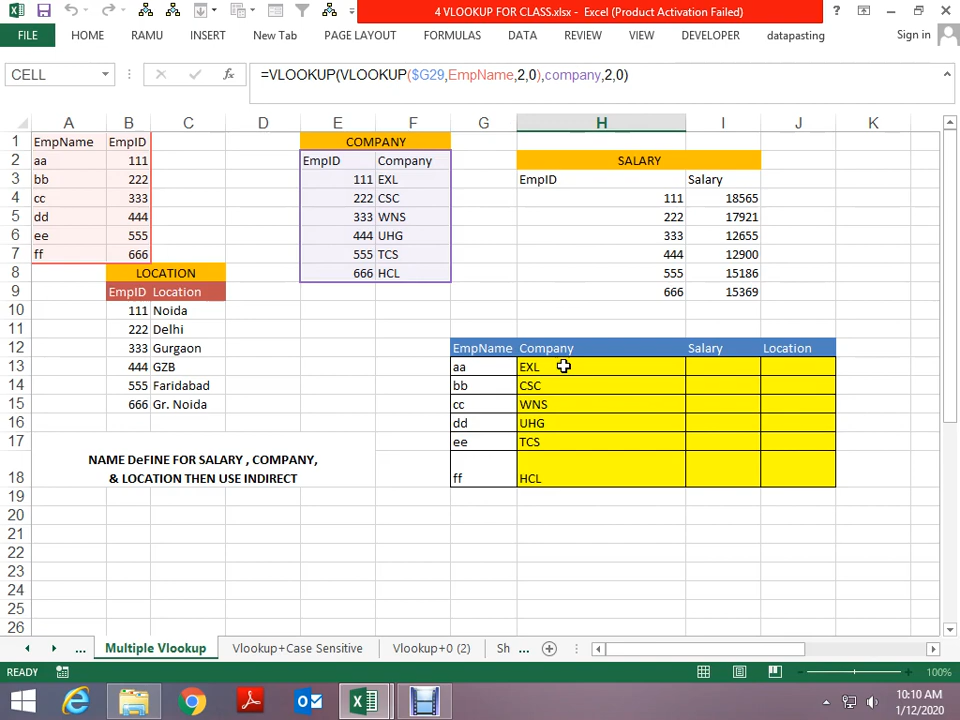 4 VLOOKUP FOR CLASS.xlsx - Excel (Product Activation Failed)
FILE HOME RAMU INSERT New Tab PAGE LAYOUT FORMULAS DATA REVIEW VIEW DEVELOPER datapasting Sign in
CELL =VLOOKUP(VLOOKUP($G29,EmpName,2,0),company,2,0)
A B C D E F G H I J K
1 EmpName EmpID COMPANY
2 aa 111 EmpID Company SALARY
3 bb 222 111 EXL EmpID Salary
4 cc 333 222 CSC 111 18565
5 dd 444 333 WNS 222 17921
6 ee 555 444 UHG 333 12655
7 ff 666 555 TCS 444 12900
8 LOCATION 666 HCL 555 15186
9 EmpID Location 666 15369
10 111 Noida
11 222 Delhi
12 333 Gurgaon EmpName Company Salary Location
13 444 GZB aa EXL
14 555 Faridabad bb CSC
15 666 Gr. Noida cc WNS
16 dd UHG
17 ee TCS
NAME DeFINE FOR SALARY , COMPANY,
18 & LOCATION THEN USE INDIRECT ff HCL
19
20
21
22
23
24
25
26
... Multiple Vlookup Vlookup+Case Sensitive Vlookup+0 (2) Sh ...
READY 100%
10:10 AM
1/12/2020